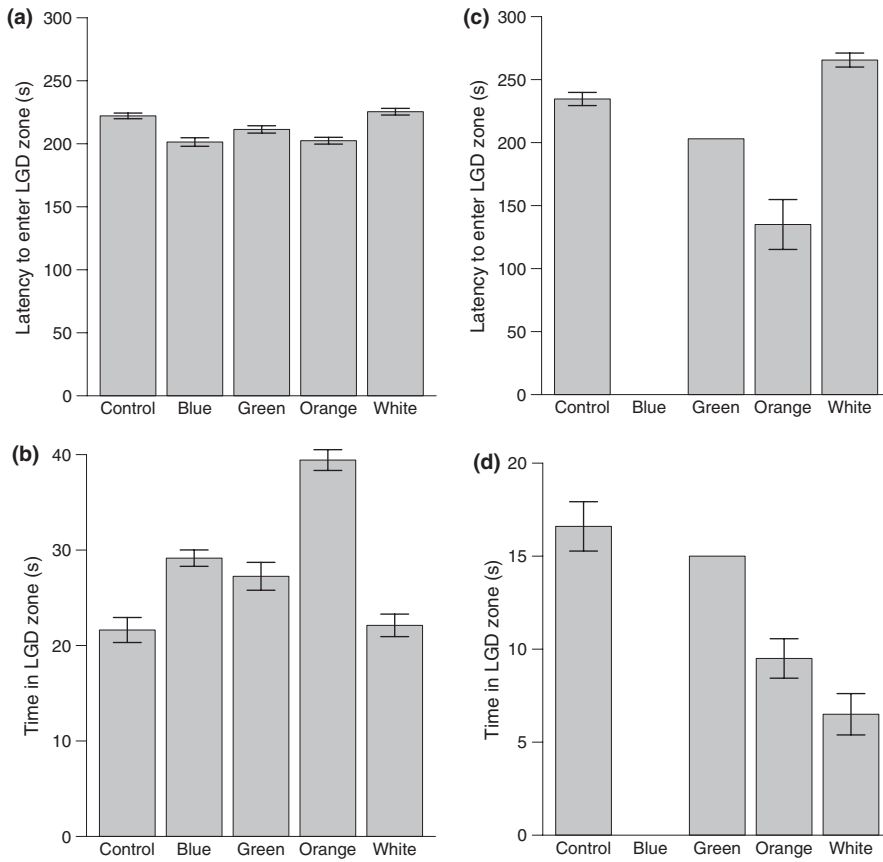 (a)
Latency to enter LGD zone (s)
300
250
200
150
100
50
0
Control Blue Green Orange White
(b)
Time in LGD zone (s)
40
30
20
10
0
Control Blue Green Orange White
(c)
Latency to enter LGD zone (s)
300
250
200
150
100
50
0
Control Blue Green Orange White
(d)
Time in LGD zone (s)
20
15
10
5
0
Control Blue Green Orange White